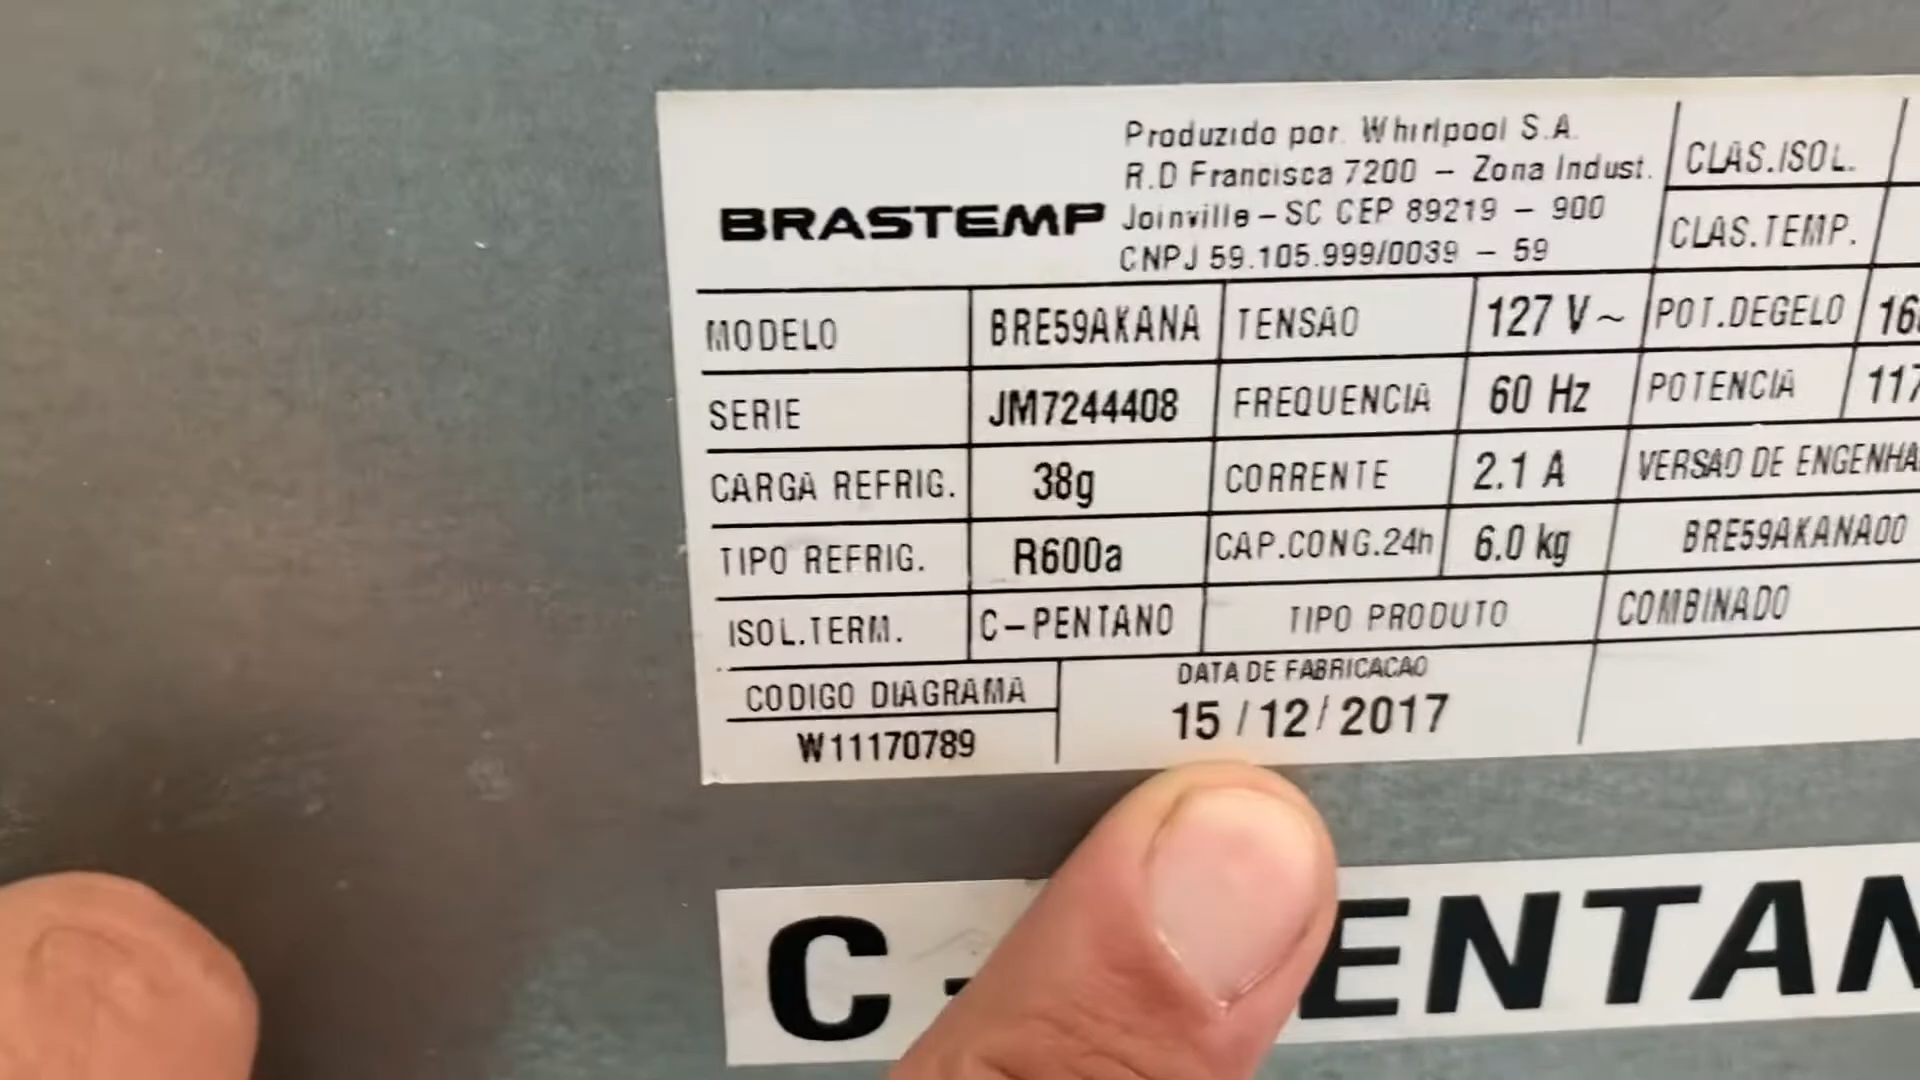 Produzido por. Whirlpool S.A.
R.D Francisca 7200 – Zona Indust.
BRASTEMP Joinville – SC CEP 89219 – 900
CNPJ 59.105.999/0039 – 59
CLAS.ISOL.
CLAS.TEMP.
MODELO BRE59AKANA TENSAO 127 V~ POT.DEGELO
SERIE JM7244408 FREQUENCIA 60 Hz POTENCIA
CARGA REFRIG. 38g CORRENTE 2.1 A VERSAO DE ENGENHA
TIPO REFRIG. R600a CAP.CONG.24h 6.0 kg BRE59AKANA00
ISOL.TERM. C–PENTANO TIPO PRODUTO COMBINADO
CODIGO DIAGRAMA DATA DE FABRICACAO
W11170789 15/12/2017